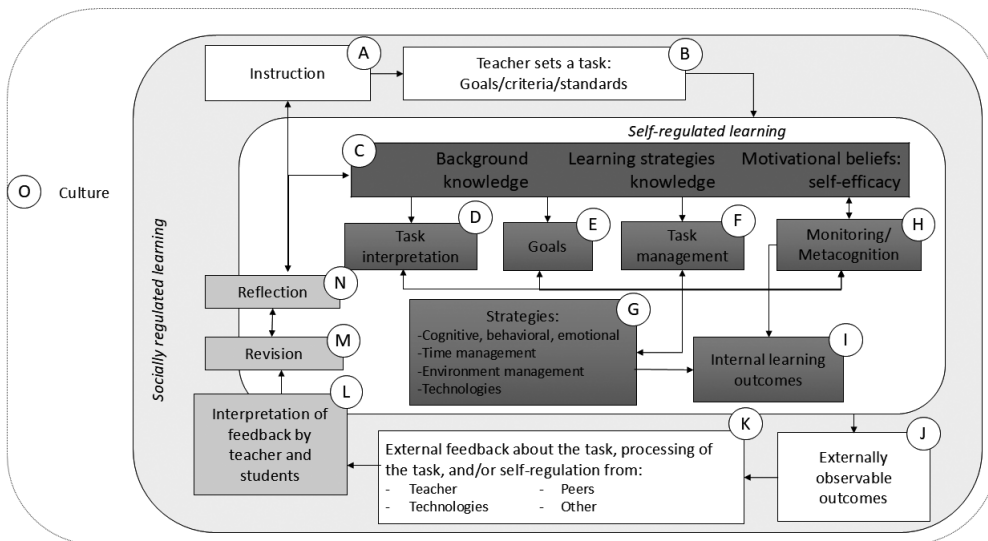 A
Instruction
B
Teacher sets a task:
Goals/criteria/standards
Self-regulated learning
C
Background
knowledge
Learning strategies
knowledge
Motivational beliefs:
self-efficacy
O
Culture
Socially regulated learning
D
Task
interpretation
E
Goals
F
Task
management
H
Monitoring/
Metacognition
N
Reflection
G
Strategies:
-Cognitive, behavioral, emotional
-Time management
-Environment management
-Technologies
M
Revision
I
Internal learning
outcomes
L
Interpretation of
feedback by
teacher and
students
K
External feedback about the task, processing of
the task, and/or self-regulation from:
- Teacher
- Peers
- Technologies
- Other
J
Externally
observable
outcomes